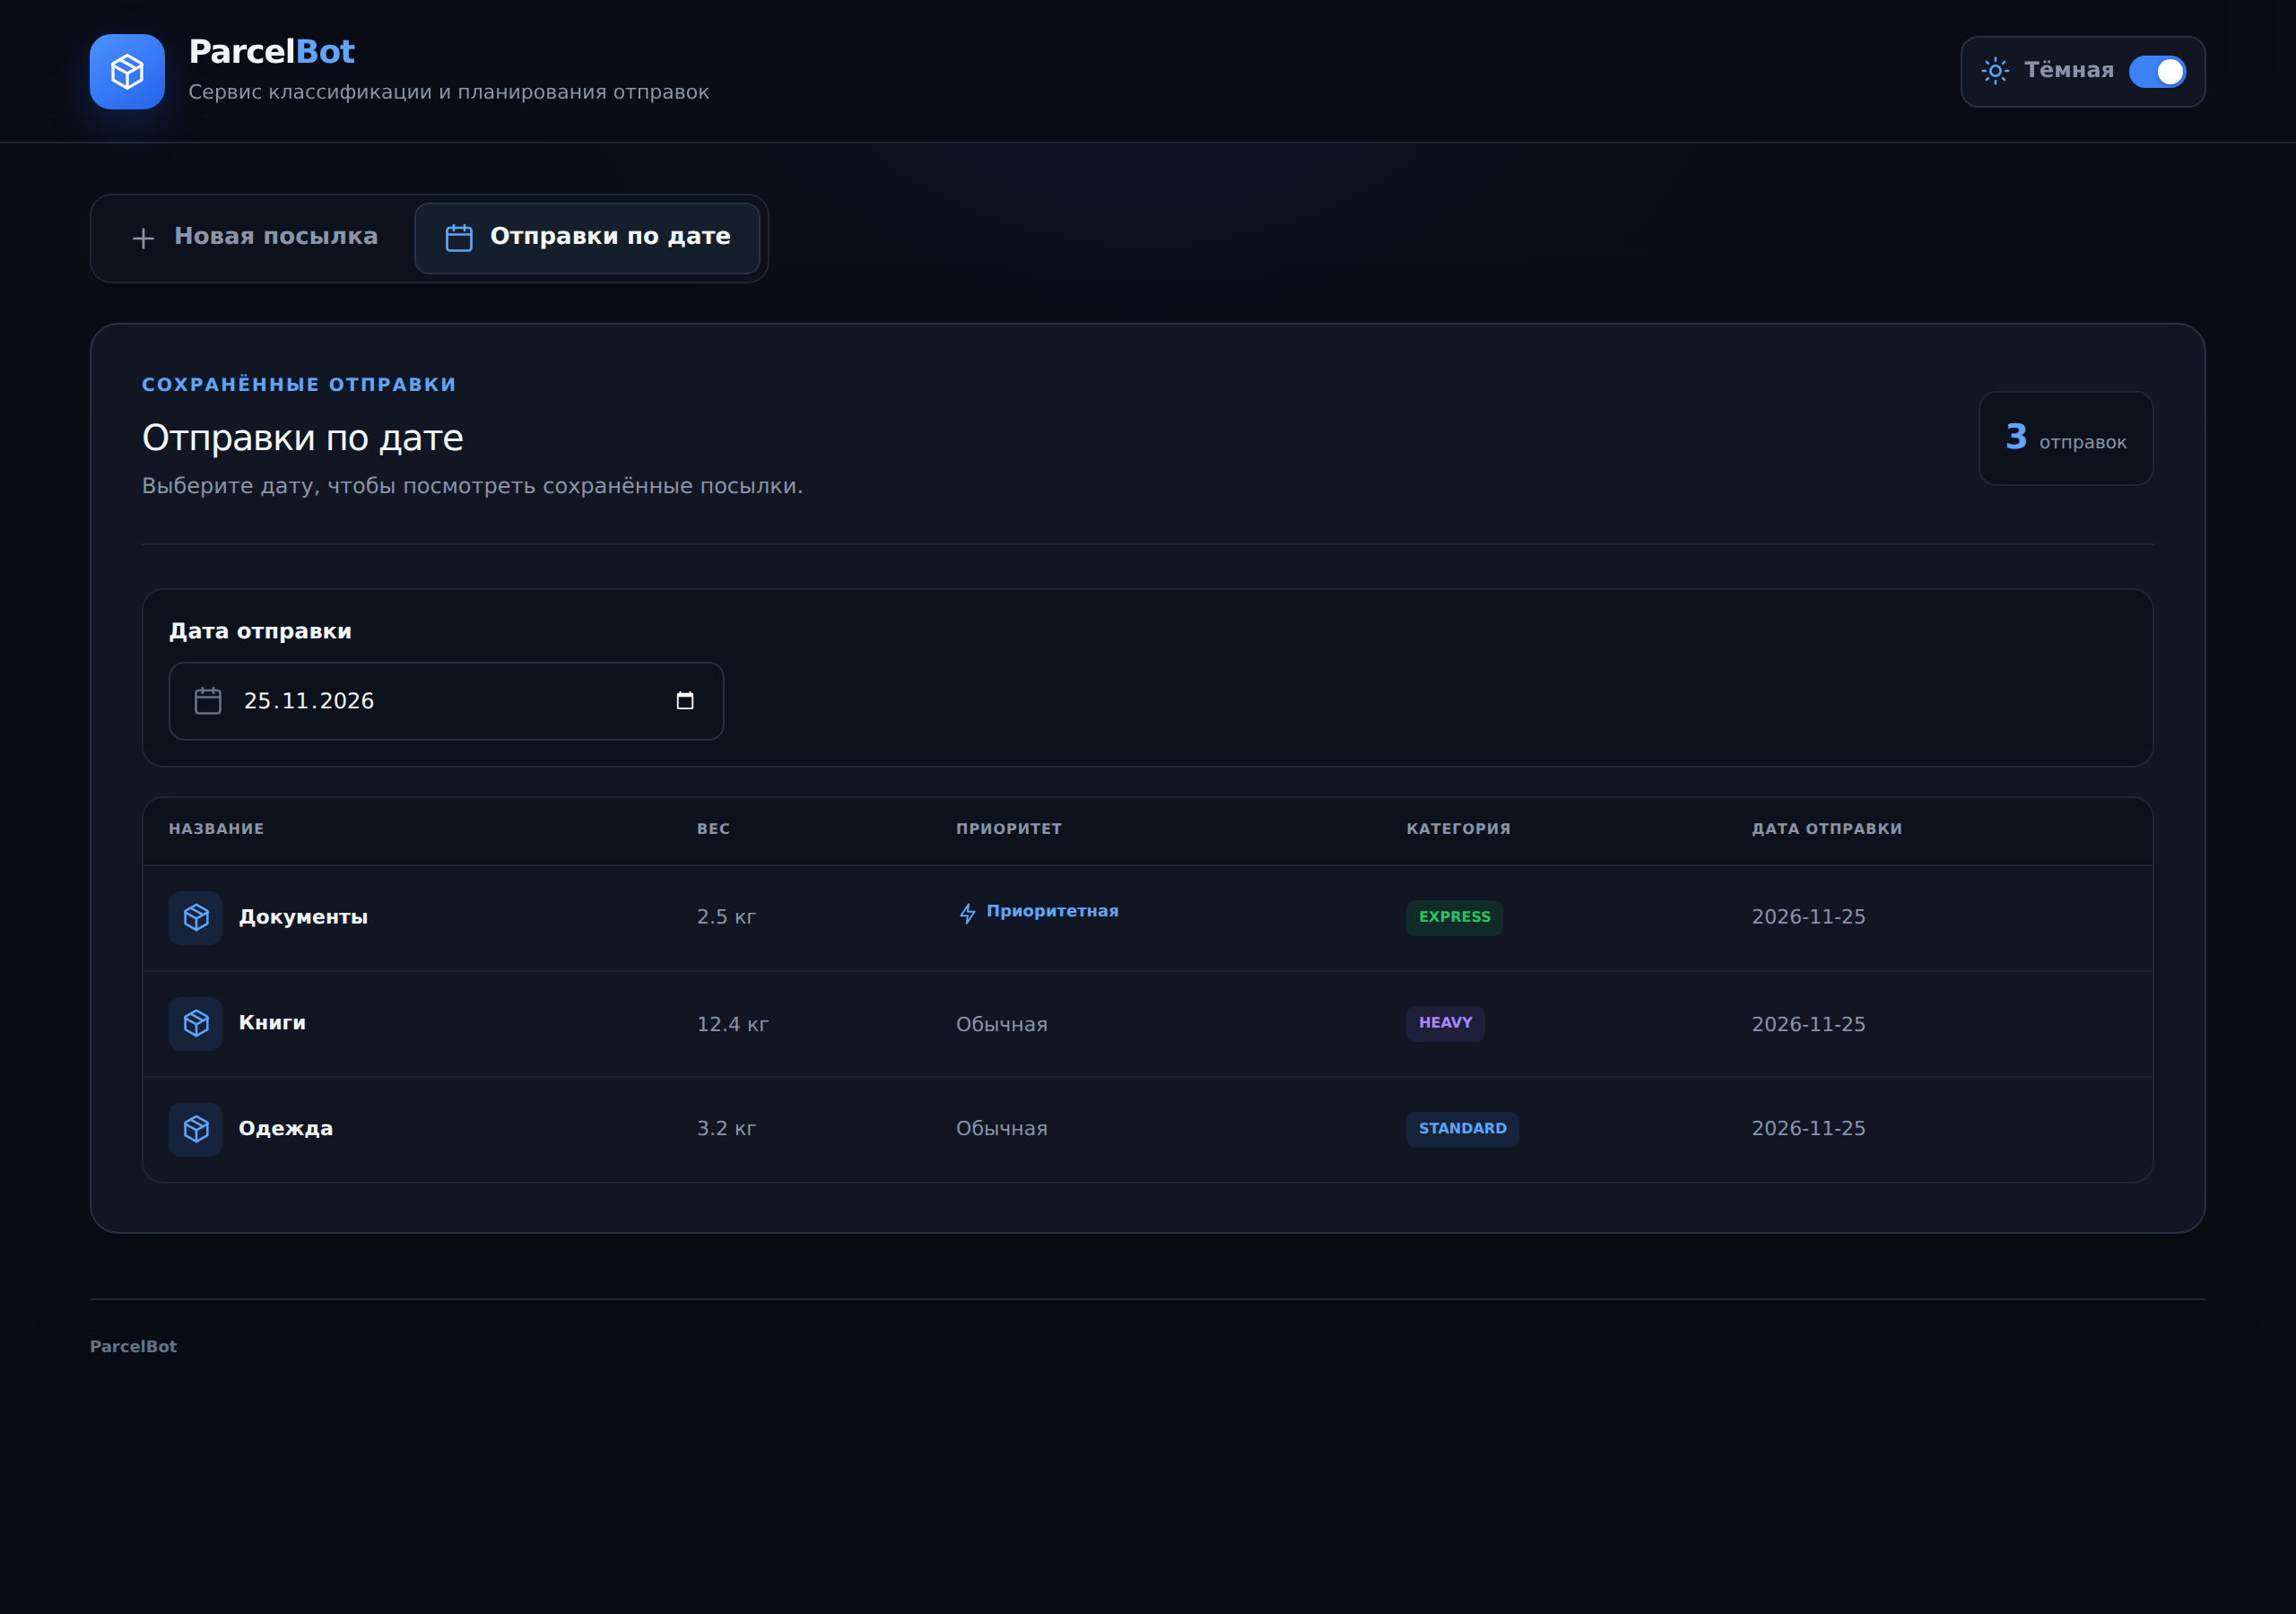 ParcelBot
Сервис классификации и планирования отправок
Тёмная
Новая посылка
Отправки по дате
СОХРАНЁННЫЕ ОТПРАВКИ
Отправки по дате
Выберите дату, чтобы посмотреть сохранённые посылки.
3 отправок
Дата отправки
25.11.2026
НАЗВАНИЕ ВЕС ПРИОРИТЕТ КАТЕГОРИЯ ДАТА ОТПРАВКИ
Документы 2.5 кг Приоритетная EXPRESS 2026-11-25
Книги 12.4 кг Обычная HEAVY 2026-11-25
Одежда 3.2 кг Обычная STANDARD 2026-11-25
ParcelBot